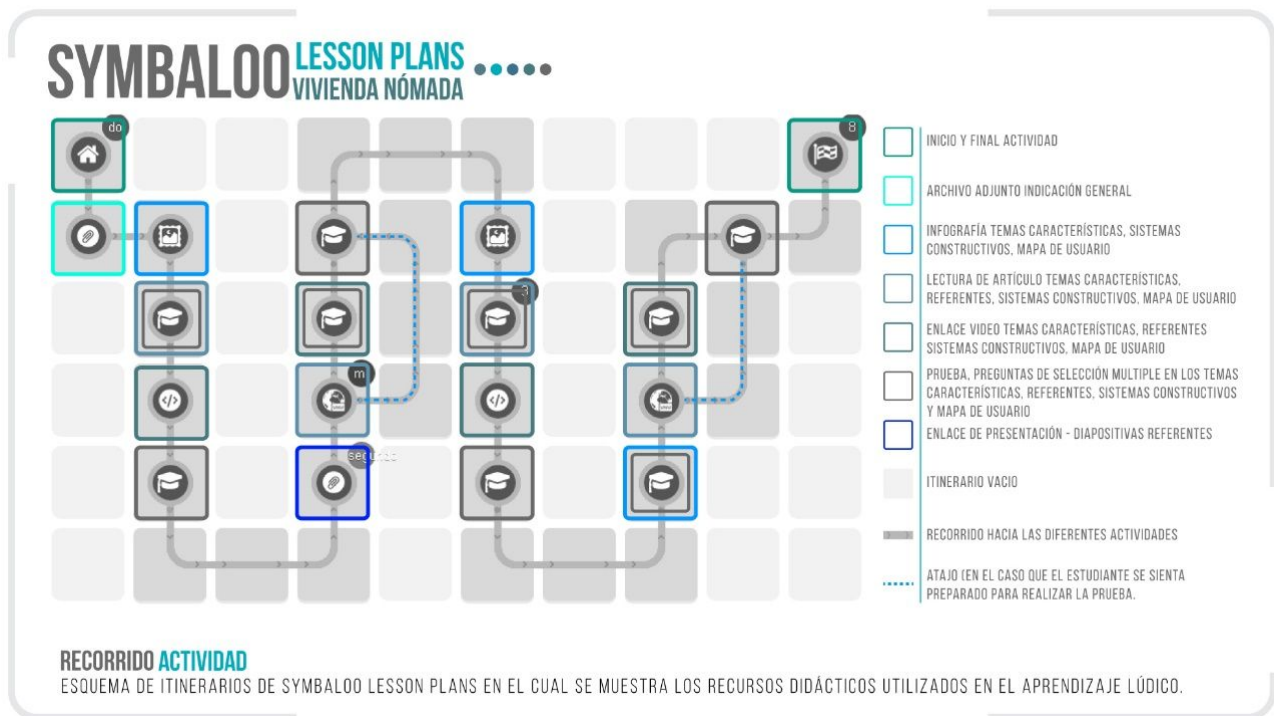 SYMBALOO LESSON PLANS
VIVIENDA NÓMADA
do
8
INICIO Y FINAL ACTIVIDAD
ARCHIVO ADJUNTO INDICACIÓN GENERAL
INFOGRAFÍA TEMAS CARACTERÍSTICAS, SISTEMAS
CONSTRUCTIVOS, MAPA DE USUARIO
LECTURA DE ARTÍCULO TEMAS CARACTERÍSTICAS,
REFERENTES, SISTEMAS CONSTRUCTIVOS, MAPA DE USUARIO
ENLACE VIDEO TEMAS CARACTERÍSTICAS, REFERENTES
SISTEMAS CONSTRUCTIVOS, MAPA DE USUARIO
m
PRUEBA, PREGUNTAS DE SELECCIÓN MULTIPLE EN LOS TEMAS
CARACTERÍSTICAS, REFERENTES, SISTEMAS CONSTRUCTIVOS
Y MAPA DE USUARIO
ENLACE DE PRESENTACIÓN - DIAPOSITIVAS REFERENTES
ITINERARIO VACIO
RECORRIDO HACIA LAS DIFERENTES ACTIVIDADES
ATAJO (EN EL CASO QUE EL ESTUDIANTE SE SIENTA
PREPARADO PARA REALIZAR LA PRUEBA.
RECORRIDO ACTIVIDAD
ESQUEMA DE ITINERARIOS DE SYMBALOO LESSON PLANS EN EL CUAL SE MUESTRA LOS RECURSOS DIDÁCTICOS UTILIZADOS EN EL APRENDIZAJE LÚDICO.